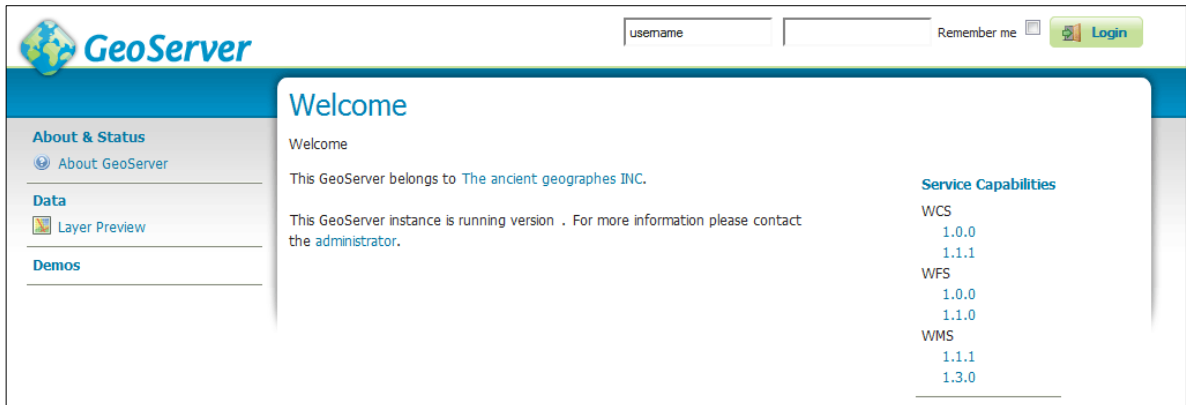 GeoServer
username
Remember me
Login
Welcome
About & Status
About GeoServer
Data
Layer Preview
Demos
Welcome
This GeoServer belongs to The ancient geographes INC.
This GeoServer instance is running version . For more information please contact
the administrator.
Service Capabilities
WCS
1.0.0
1.1.1
WFS
1.0.0
1.1.0
WMS
1.1.1
1.3.0